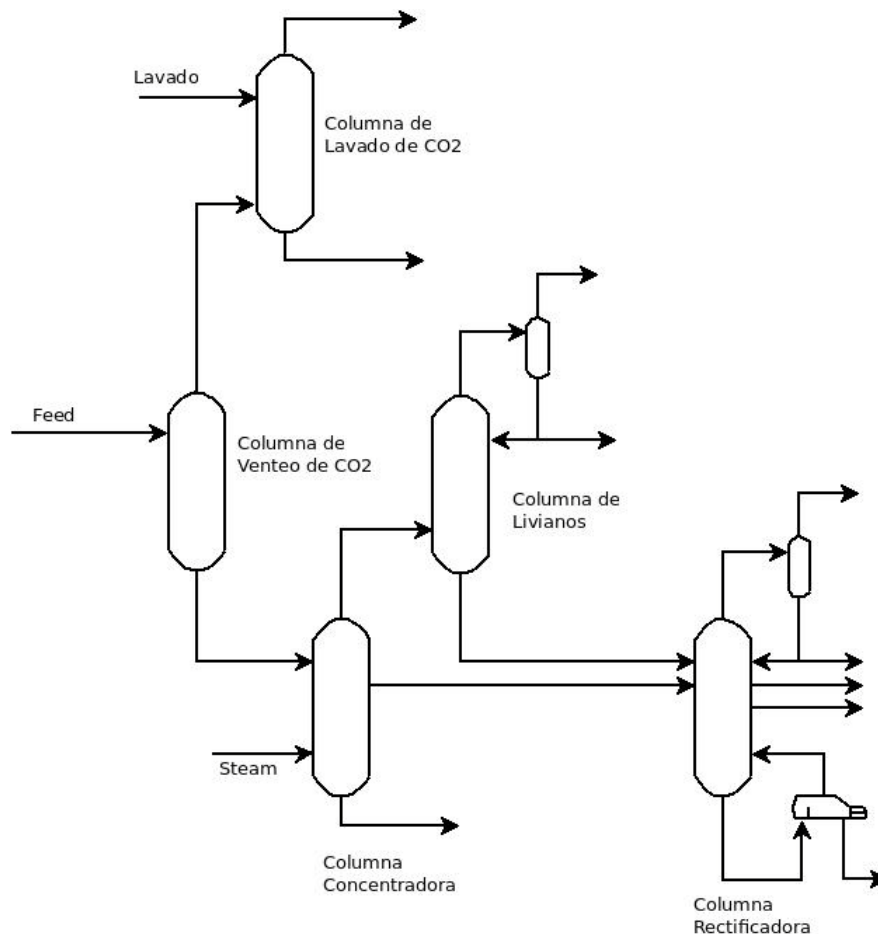 Lavado
Columna de
Lavado de CO2
Feed
Columna de
Venteo de CO2
Columna de
Livianos
Steam
Columna
Concentradora
Columna
Rectificadora